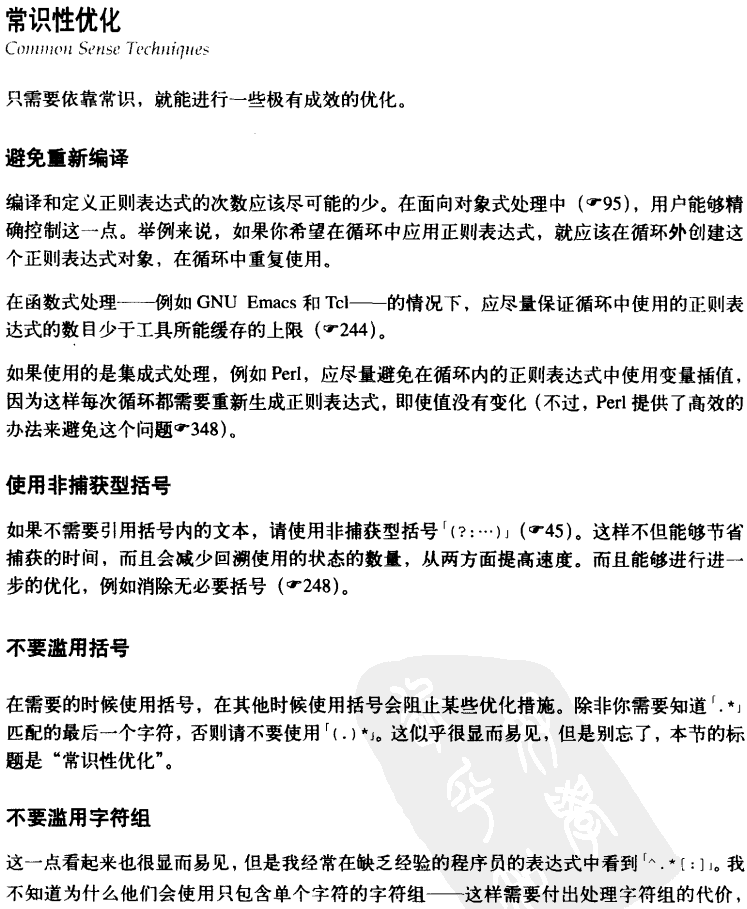 常识性优化
Common Sense Techniques
只需要依靠常识，就能进行一些极有成效的优化。
避免重新编译
编译和定义正则表达式的次数应该尽可能的少。在面向对象式处理中（☞95），用户能够精
确控制这一点。举例来说，如果你希望在循环中应用正则表达式，就应该在循环外创建这
个正则表达式对象，在循环中重复使用。
在函数式处理——例如 GNU Emacs 和 Tcl——的情况下，应尽量保证循环中使用的正则表
达式的数目少于工具所能缓存的上限（☞244）。
如果使用的是集成式处理，例如 Perl，应尽量避免在循环内的正则表达式中使用变量插值，
因为这样每次循环都需要重新生成正则表达式，即使值没有变化（不过，Perl 提供了高效的
办法来避免这个问题☞348）。
使用非捕获型括号
如果不需要引用括号内的文本，请使用非捕获型括号「(?:…)」（☞45）。这样不但能够节省
捕获的时间，而且会减少回溯使用的状态的数量，从两方面提高速度。而且能够进行进一
步的优化，例如消除无必要括号（☞248）。
不要滥用括号
在需要的时候使用括号，在其他时候使用括号会阻止某些优化措施。除非你需要知道「.*」
匹配的最后一个字符，否则请不要使用「(.)*」。这似乎很显而易见，但是别忘了，本节的标
题是“常识性优化”。
不要滥用字符组
这一点看起来也很显而易见，但是我经常在缺乏经验的程序员的表达式中看到「^.*[:]」。我
不知道为什么他们会使用只包含单个字符的字符组——这样需要付出处理字符组的代价，